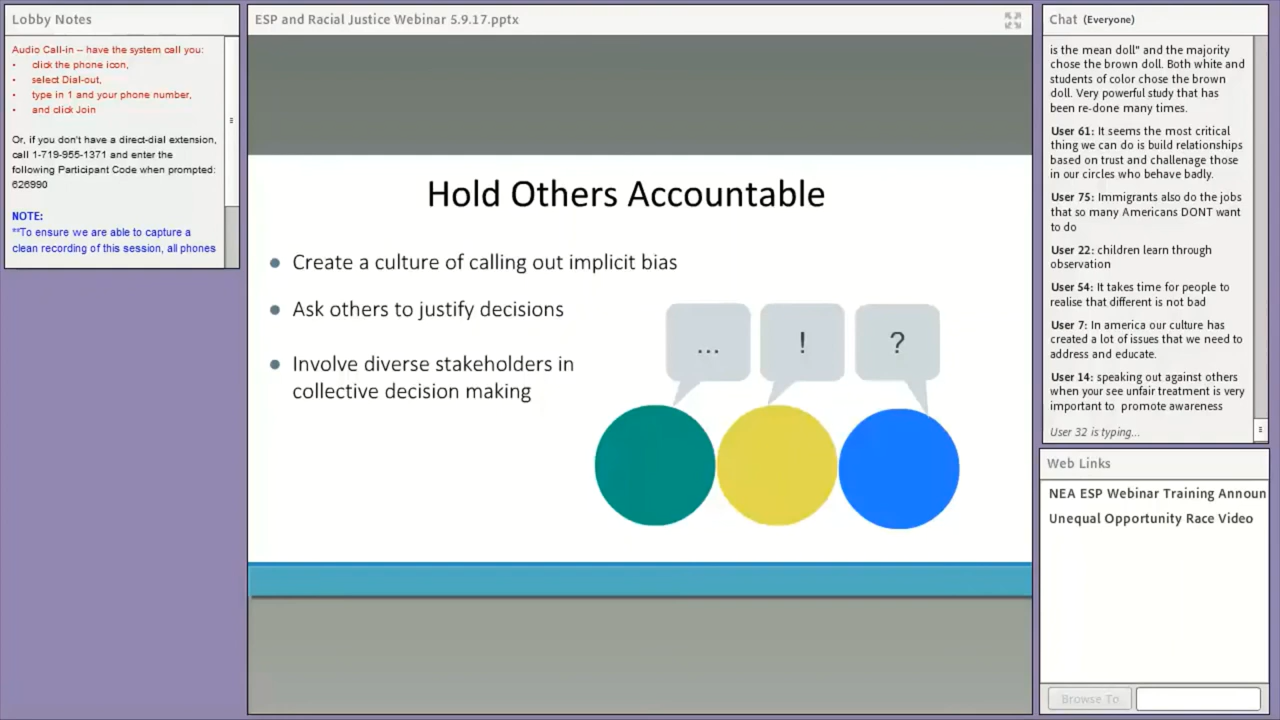 Lobby Notes
Audio Call-in – have the system call you:
• click the phone icon,
• select Dial-out,
• type in 1 and your phone number,
• and click Join
Or, if you don't have a direct-dial extension,
call 1-719-955-1371 and enter the
following Participant Code when prompted:
626990
NOTE:
**To ensure we are able to capture a
clean recording of this session, all phones
ESP and Racial Justice Webinar 5.9.17.pptx
Hold Others Accountable
• Create a culture of calling out implicit bias
• Ask others to justify decisions
• Involve diverse stakeholders in
collective decision making
...
!
?
Chat (Everyone)
is the mean doll" and the majority
chose the brown doll. Both white and
students of color chose the brown
doll. Very powerful study that has
been re-done many times.
User 61: It seems the most critical
thing we can do is build relationships
based on trust and challenage those
in our circles who behave badly.
User 75: Immigrants also do the jobs
that so many Americans DONT want
to do
User 22: children learn through
observation
User 54: It takes time for people to
realise that different is not bad
User 7: In america our culture has
created a lot of issues that we need to
address and educate.
User 14: speaking out against others
when your see unfair treatment is very
important to promote awareness
User 32 is typing...
Web Links
NEA ESP Webinar Training Announ
Unequal Opportunity Race Video
Browse To